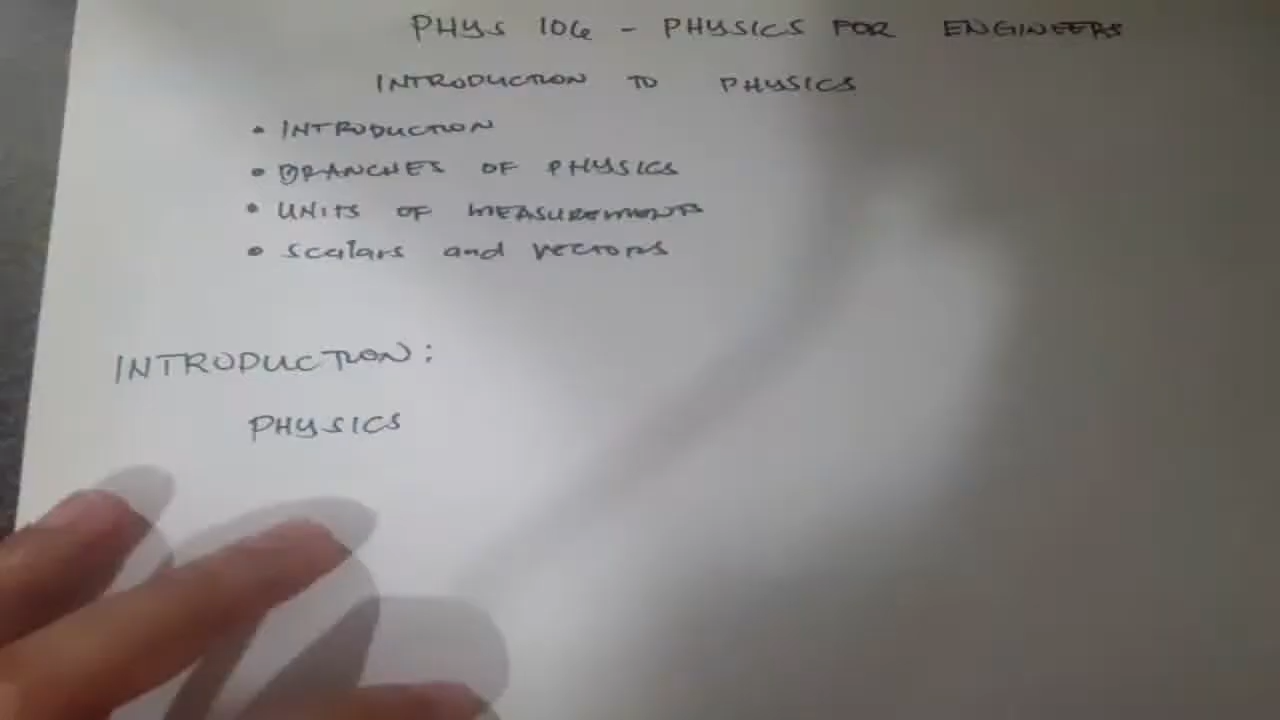 PHYS 106 - PHYSICS FOR ENGINEERS
INTRODUCTION TO PHYSICS
• INTRODUCTION
• BRANCHES OF PHYSICS
• UNITS OF MEASUREMENTS
• Scalars and vectors
INTRODUCTION:
PHYSICS